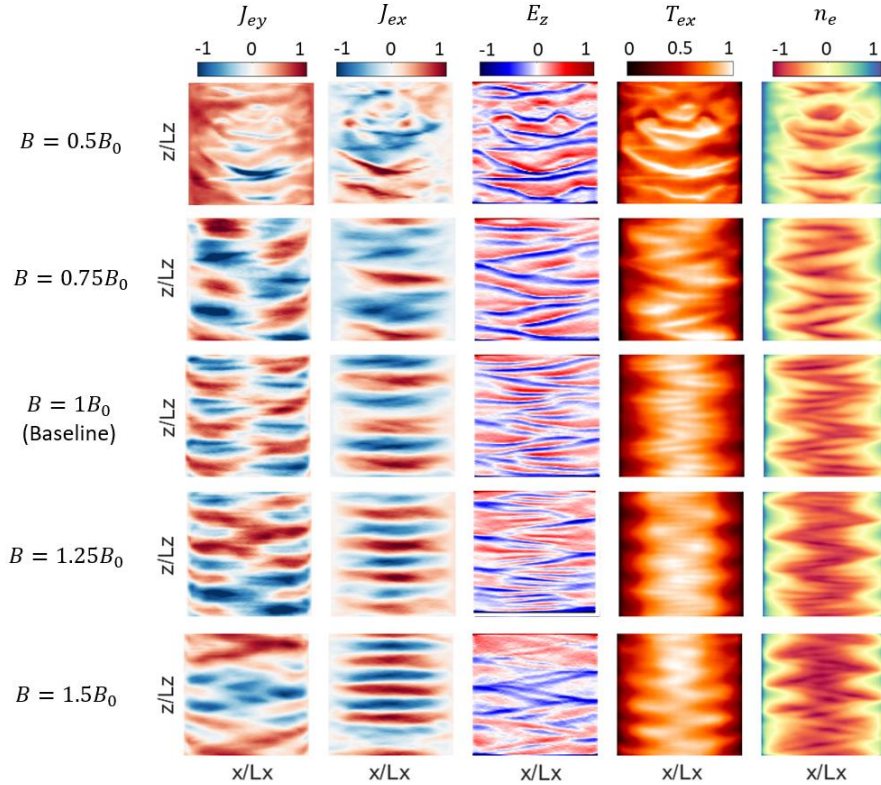 J_ey J_ex E_z T_ex n_e
-1 0 1 -1 0 1 -1 0 1 0 0.5 1 -1 0 1
B = 0.5B_0 z/Lz
B = 0.75B_0 z/Lz
B = 1B_0 z/Lz
(Baseline)
B = 1.25B_0 z/Lz
B = 1.5B_0 z/Lz
x/Lx x/Lx x/Lx x/Lx x/Lx